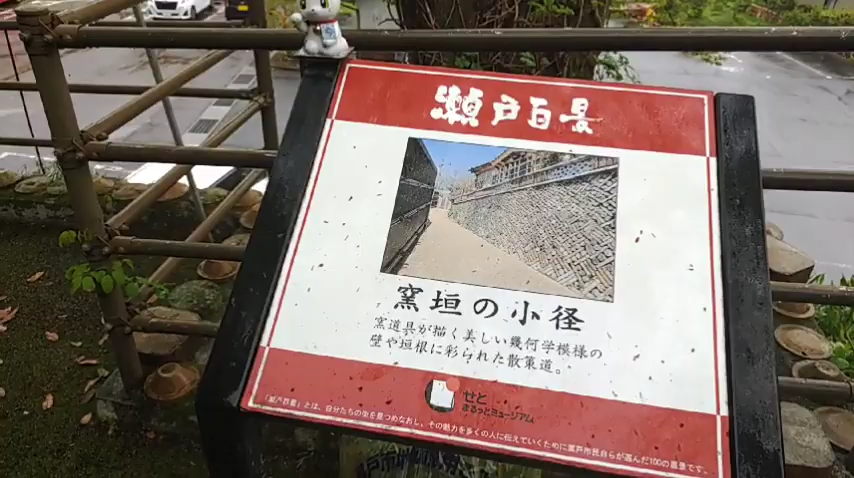 瀬戸百景
窯垣の小径
窯道具が描く美しい幾何学模様の
壁や垣根に彩られた散策道。
せと
まるっとミュージアム
「瀬戸百景」とは、自分たちの街を見つめなおし、その魅力を多くの人に伝えていくために瀬戸市民自らが選んだ100の風景です。